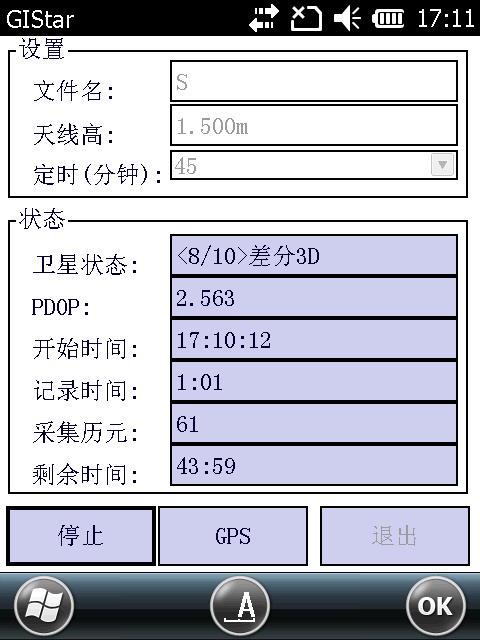 GIStar 17:11
设置
文件名: S
天线高: 1.500m
定时(分钟): 45
状态
卫星状态: <8/10>差分3D
PDOP: 2.563
开始时间: 17:10:12
记录时间: 1:01
采集历元: 61
剩余时间: 43:59
停止 GPS 退出
A OK